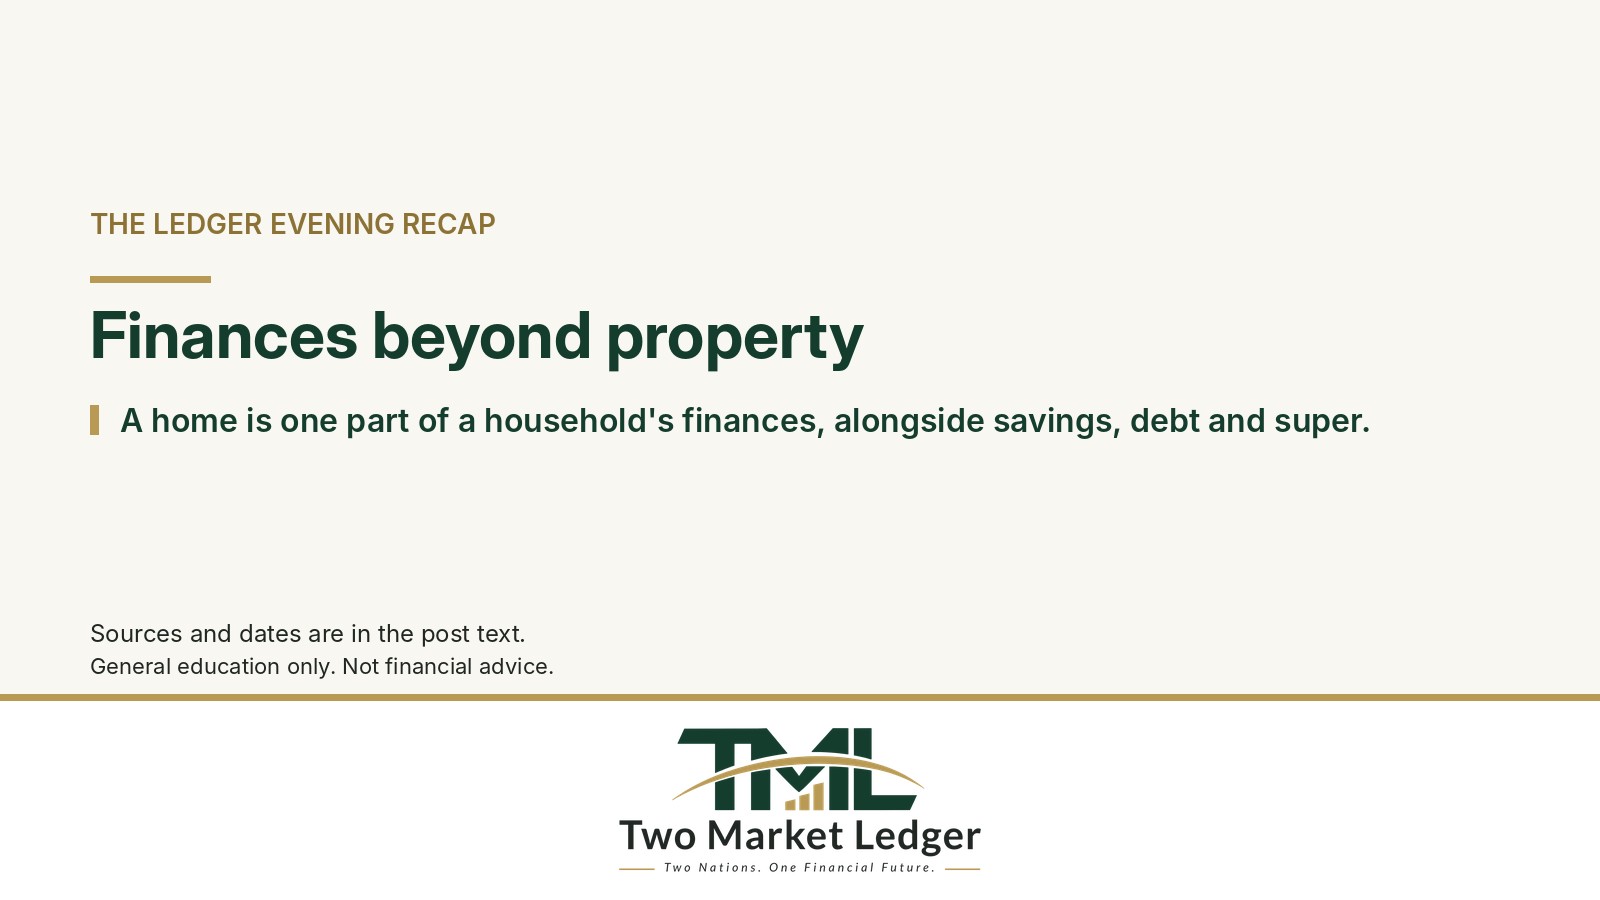 THE LEDGER EVENING RECAP
Finances beyond property
A home is one part of a household's finances, alongside savings, debt and super.
Sources and dates are in the post text.
General education only. Not financial advice.
TML
Two Market Ledger
Two Nations. One Financial Future.